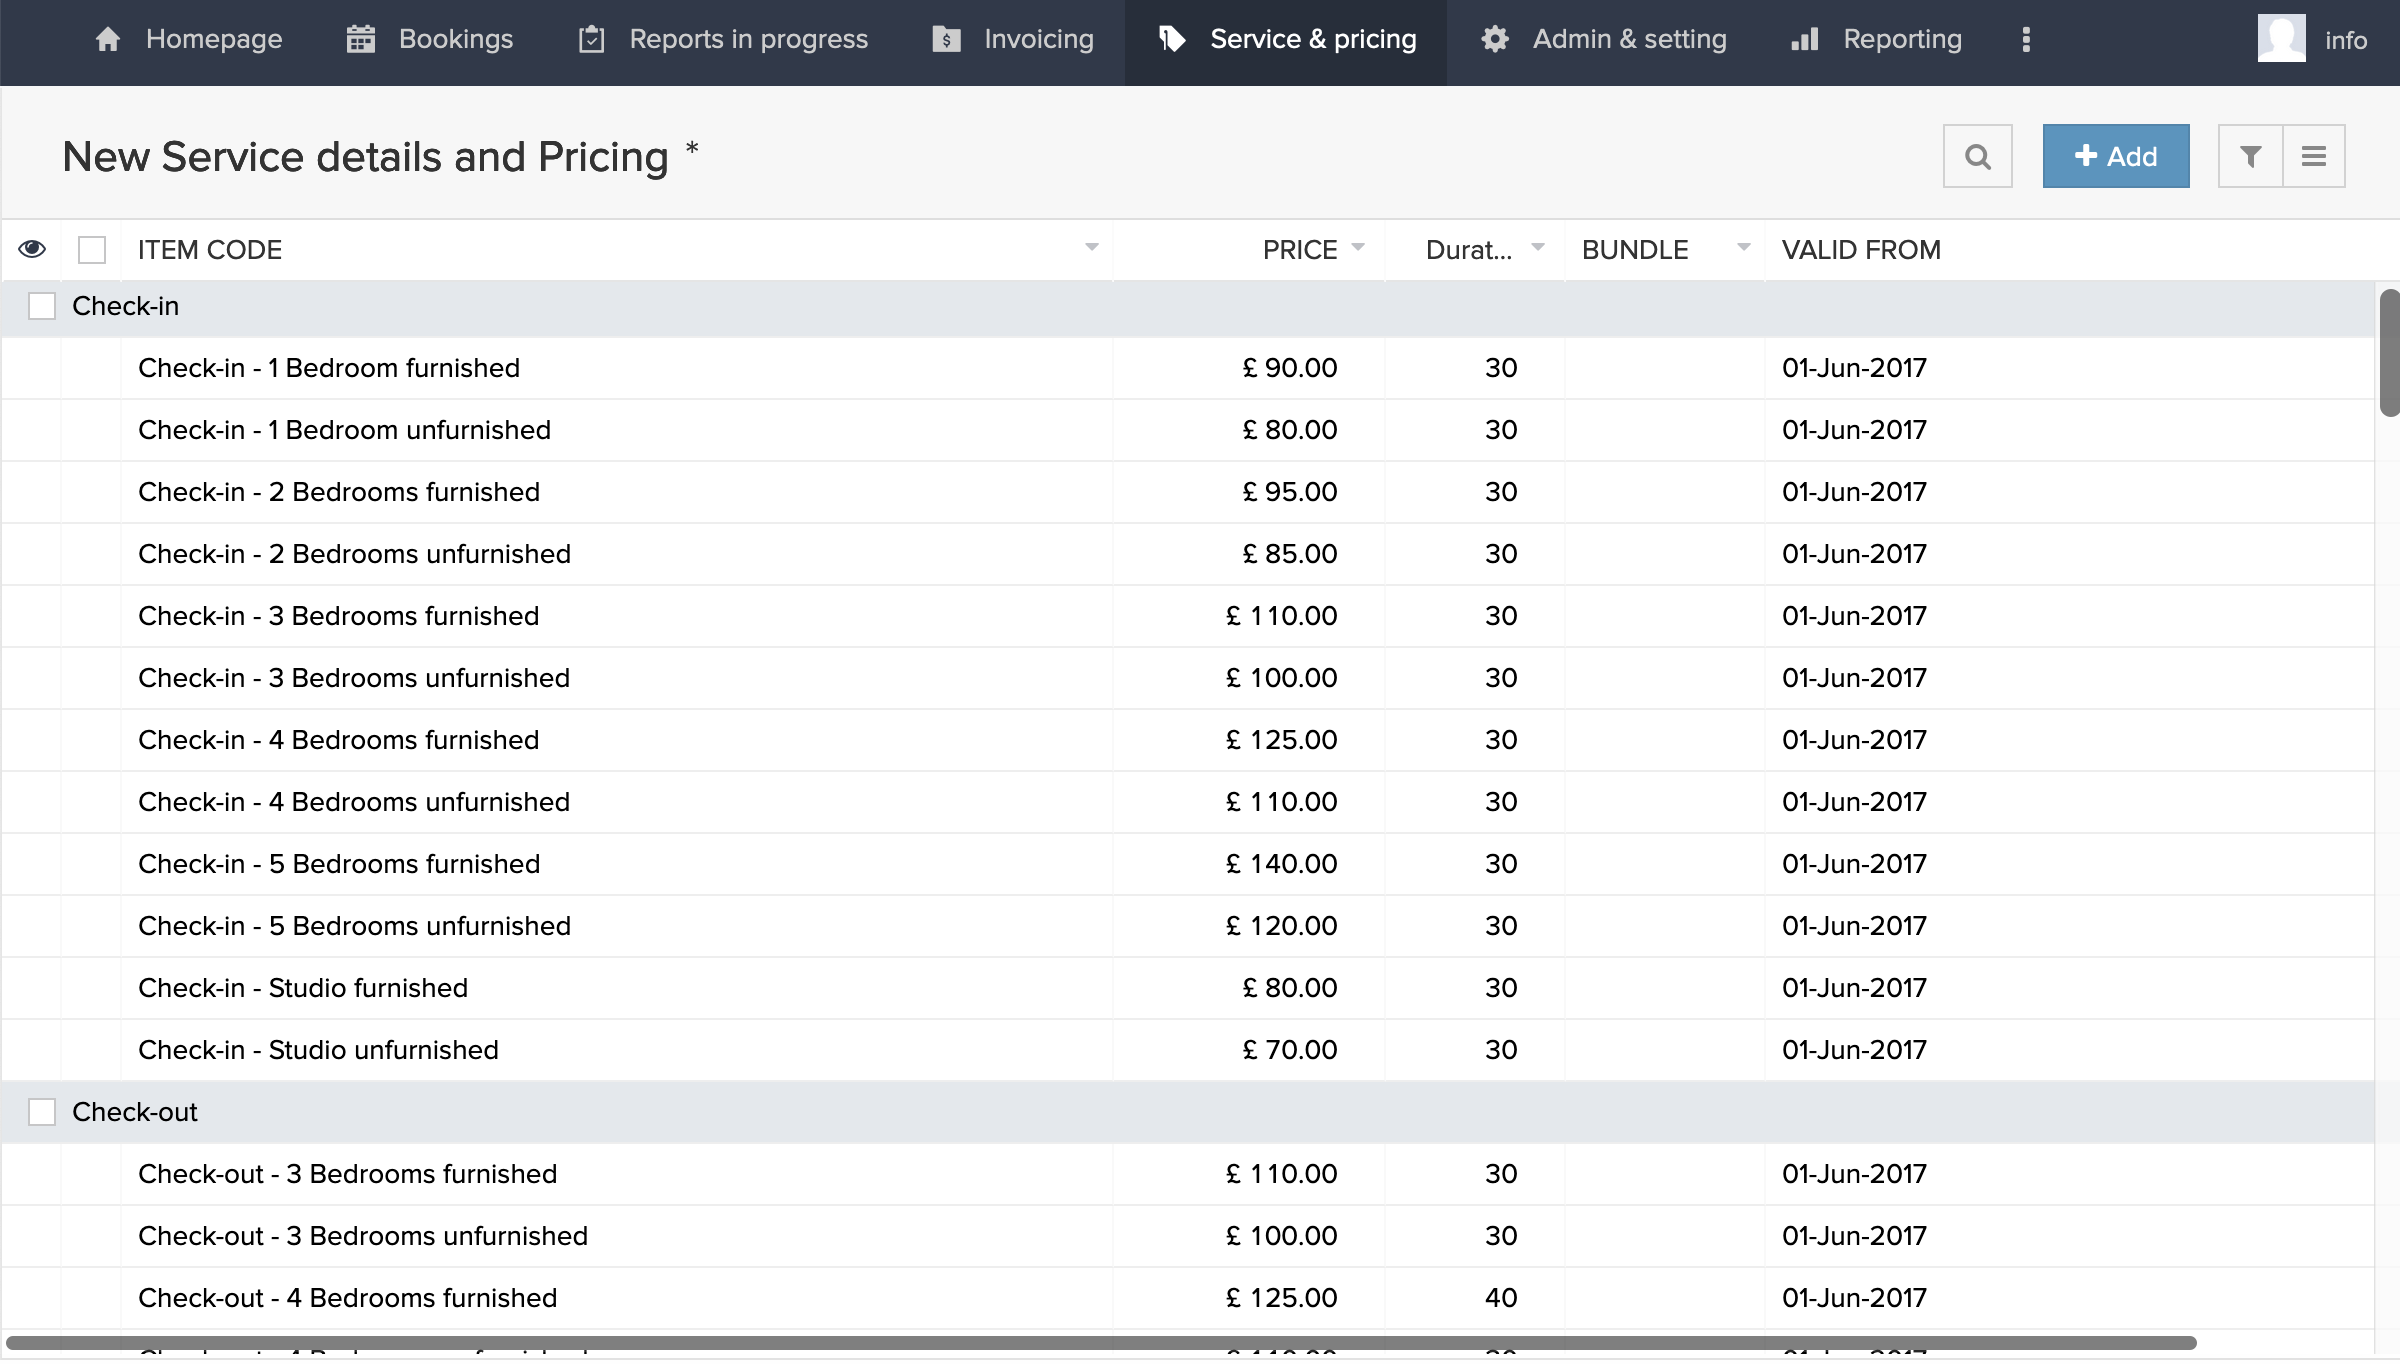 Homepage Bookings Reports in progress Invoicing Service & pricing Admin & setting Reporting info
New Service details and Pricing *
+ Add
ITEM CODE PRICE Durat... BUNDLE VALID FROM
Check-in
Check-in - 1 Bedroom furnished £ 90.00 30 01-Jun-2017
Check-in - 1 Bedroom unfurnished £ 80.00 30 01-Jun-2017
Check-in - 2 Bedrooms furnished £ 95.00 30 01-Jun-2017
Check-in - 2 Bedrooms unfurnished £ 85.00 30 01-Jun-2017
Check-in - 3 Bedrooms furnished £ 110.00 30 01-Jun-2017
Check-in - 3 Bedrooms unfurnished £ 100.00 30 01-Jun-2017
Check-in - 4 Bedrooms furnished £ 125.00 30 01-Jun-2017
Check-in - 4 Bedrooms unfurnished £ 110.00 30 01-Jun-2017
Check-in - 5 Bedrooms furnished £ 140.00 30 01-Jun-2017
Check-in - 5 Bedrooms unfurnished £ 120.00 30 01-Jun-2017
Check-in - Studio furnished £ 80.00 30 01-Jun-2017
Check-in - Studio unfurnished £ 70.00 30 01-Jun-2017
Check-out
Check-out - 3 Bedrooms furnished £ 110.00 30 01-Jun-2017
Check-out - 3 Bedrooms unfurnished £ 100.00 30 01-Jun-2017
Check-out - 4 Bedrooms furnished £ 125.00 40 01-Jun-2017